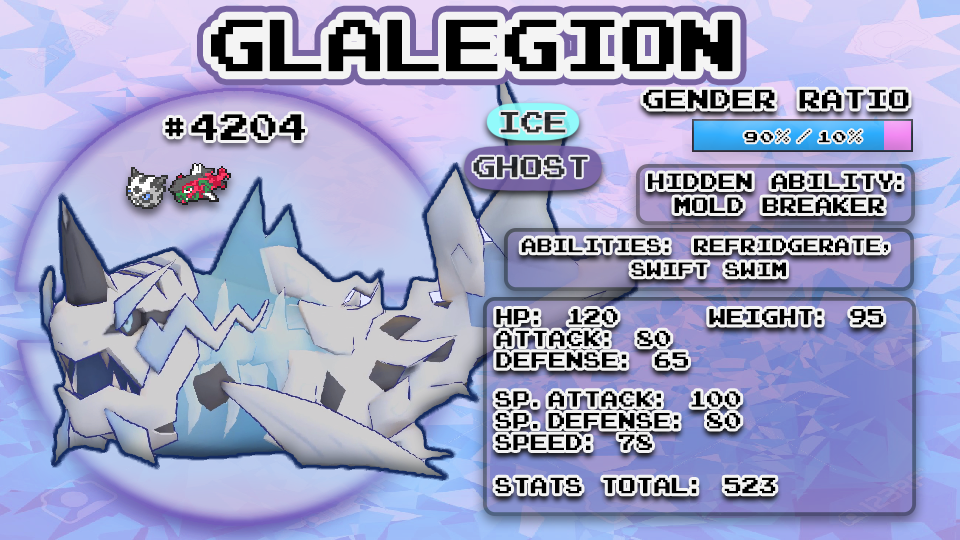 GLALEGION
#4204
ICE
GHOST
GENDER RATIO
90%/10%
HIDDEN ABILITY:
MOLD BREAKER
ABILITIES: REFRIDGERATE,
SWIFT SWIM
HP: 120 WEIGHT: 95
ATTACK: 80
DEFENSE: 65
SP. ATTACK: 100
SP. DEFENSE: 80
SPEED: 78
STATS TOTAL: 523